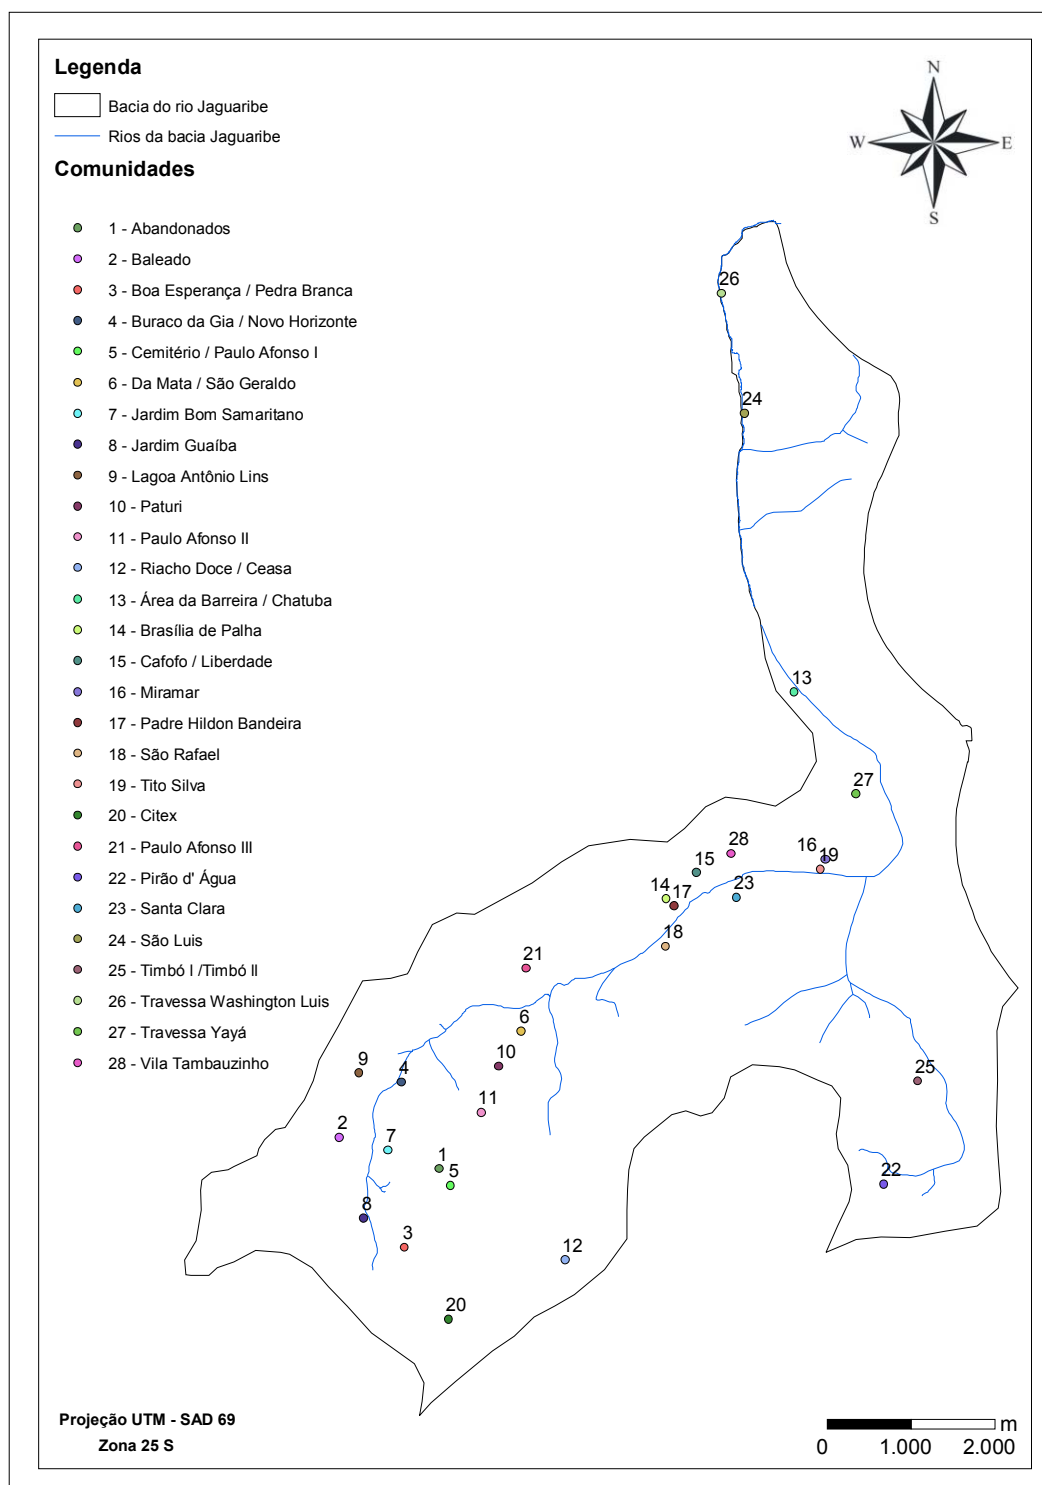 Legenda
Bacia do rio Jaguaribe
Rios da bacia Jaguaribe
Comunidades
1 - Abandonados
2 - Baleado
3 - Boa Esperança / Pedra Branca
4 - Buraco da Gia / Novo Horizonte
5 - Cemitério / Paulo Afonso I
6 - Da Mata / São Geraldo
7 - Jardim Bom Samaritano
8 - Jardim Guaíba
9 - Lagoa Antônio Lins
10 - Paturi
11 - Paulo Afonso II
12 - Riacho Doce / Ceasa
13 - Área da Barreira / Chatuba
14 - Brasília de Palha
15 - Cafofo / Liberdade
16 - Miramar
17 - Padre Hildon Bandeira
18 - São Rafael
19 - Tito Silva
20 - Citex
21 - Paulo Afonso III
22 - Pirão d' Água
23 - Santa Clara
24 - São Luis
25 - Timbó I /Timbó II
26 - Travessa Washington Luis
27 - Travessa Yayá
28 - Vila Tambauzinho
N
W
E
S
26
24
13
27
28
16
19
15
23
14
17
18
21
6
10
9
4
11
25
2
7
1
5
22
8
3
12
20
Projeção UTM - SAD 69
Zona 25 S
m
0 1.000 2.000